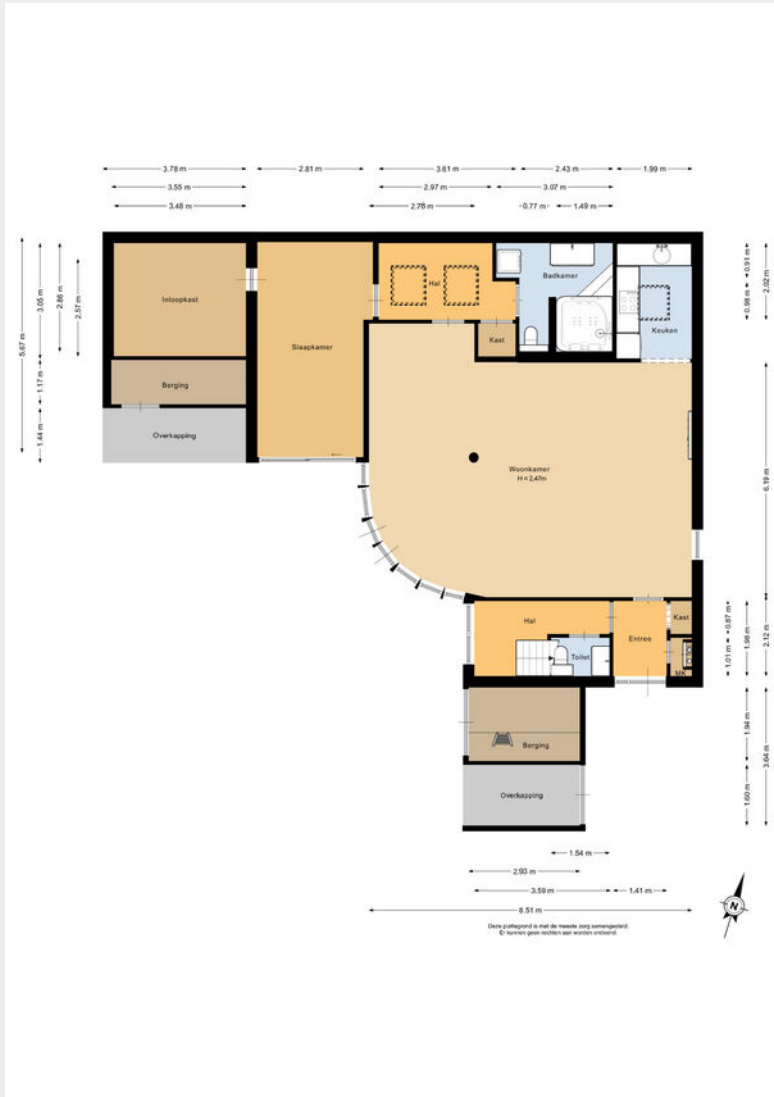 3.78 m
2.81 m
3.61 m
2.43 m
1.99 m
3.55 m
2.97 m
3.07 m
3.48 m
2.78 m
0.77 m
1.49 m
5.67 m
3.05 m
2.86 m
2.57 m
1.17 m
1.44 m
0.91 m
0.98 m
2.02 m
6.19 m
0.87 m
1.01 m
1.98 m
2.12 m
1.94 m
1.60 m
3.64 m
Inloopkast
Berging
Overkapping
Slaapkamer
Hal
Kast
Badkamer
Keuken
Woonkamer
H = 2.47m
Hal
Toilet
Entree
Kast
MK
Berging
Overkapping
1.54 m
2.93 m
3.59 m
1.41 m
8.51 m
N
Deze plattegrond is met de meeste zorg samengesteld.
Er kunnen geen rechten aan worden ontleend.